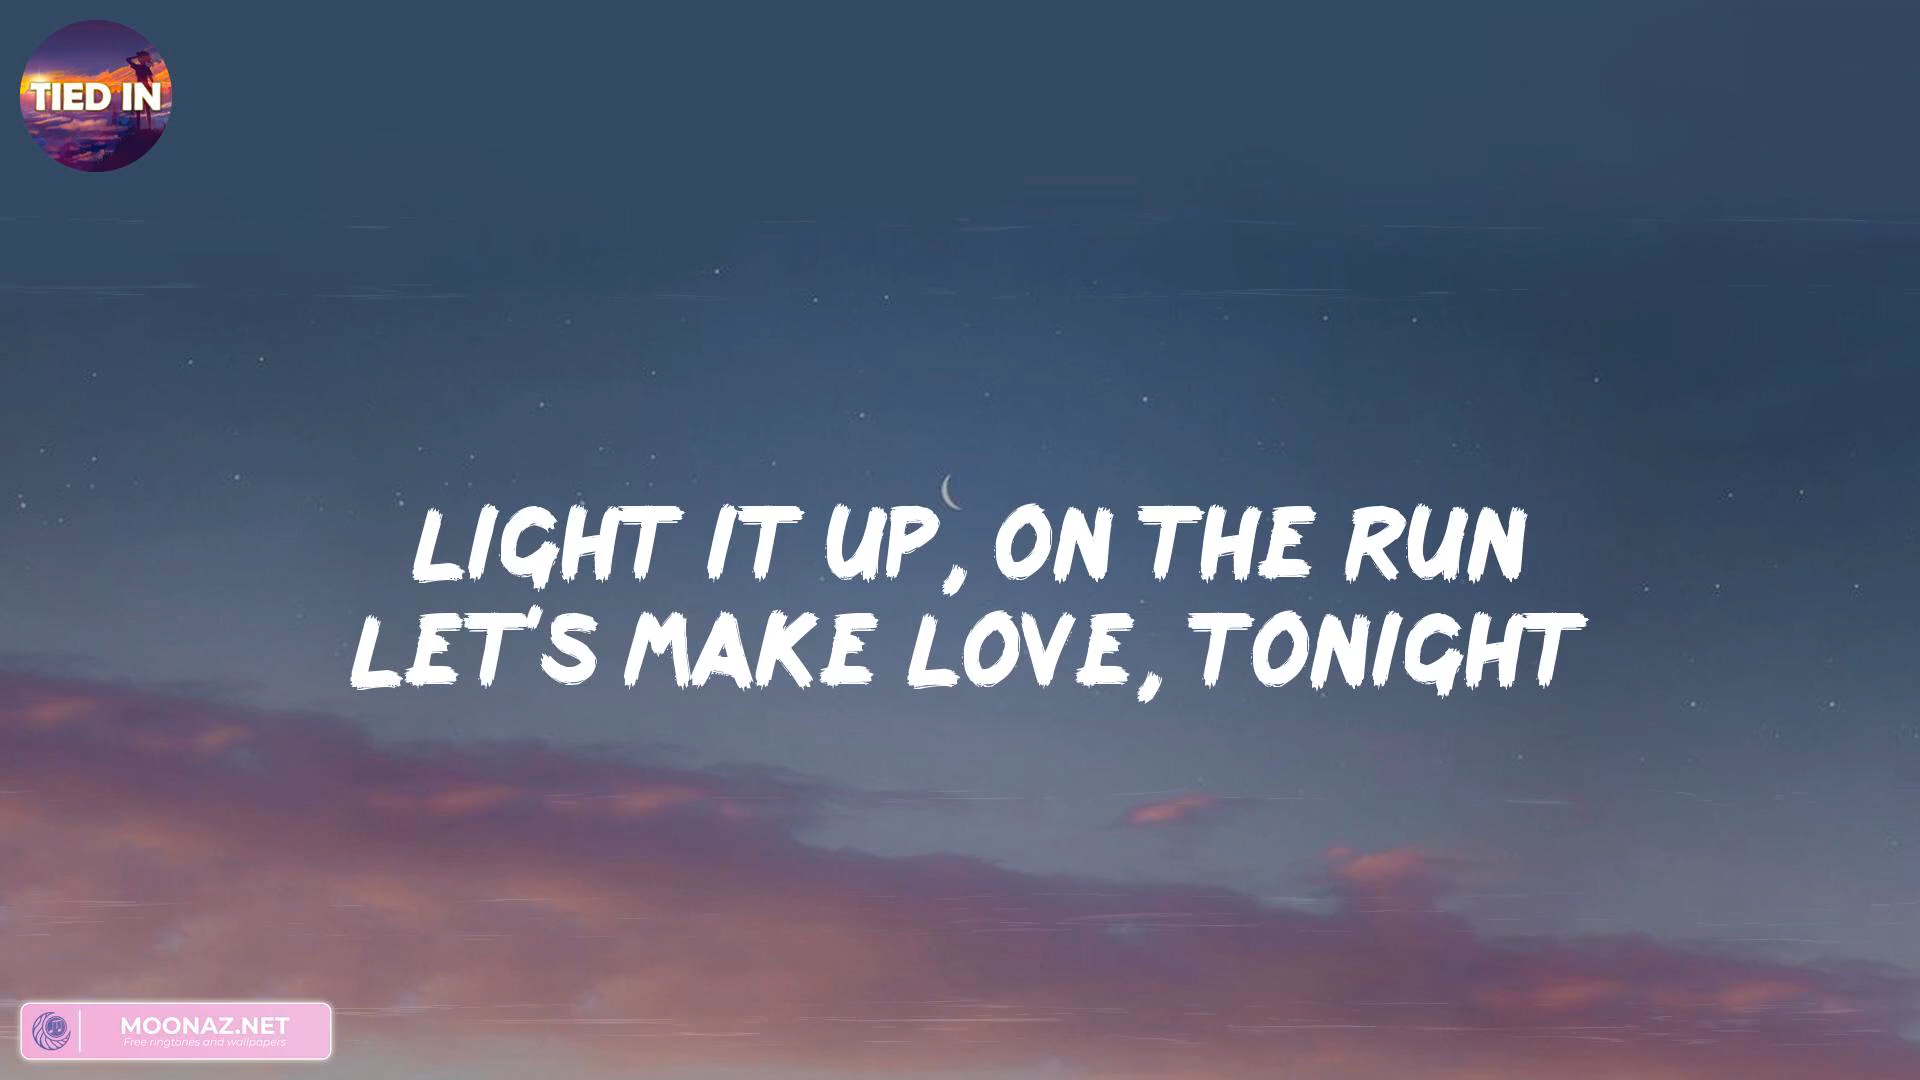 TIED IN
LIGHT IT UP, ON THE RUN
LET'S MAKE LOVE, TONIGHT
MOONAZ.NET
Free ringtones and wallpapers